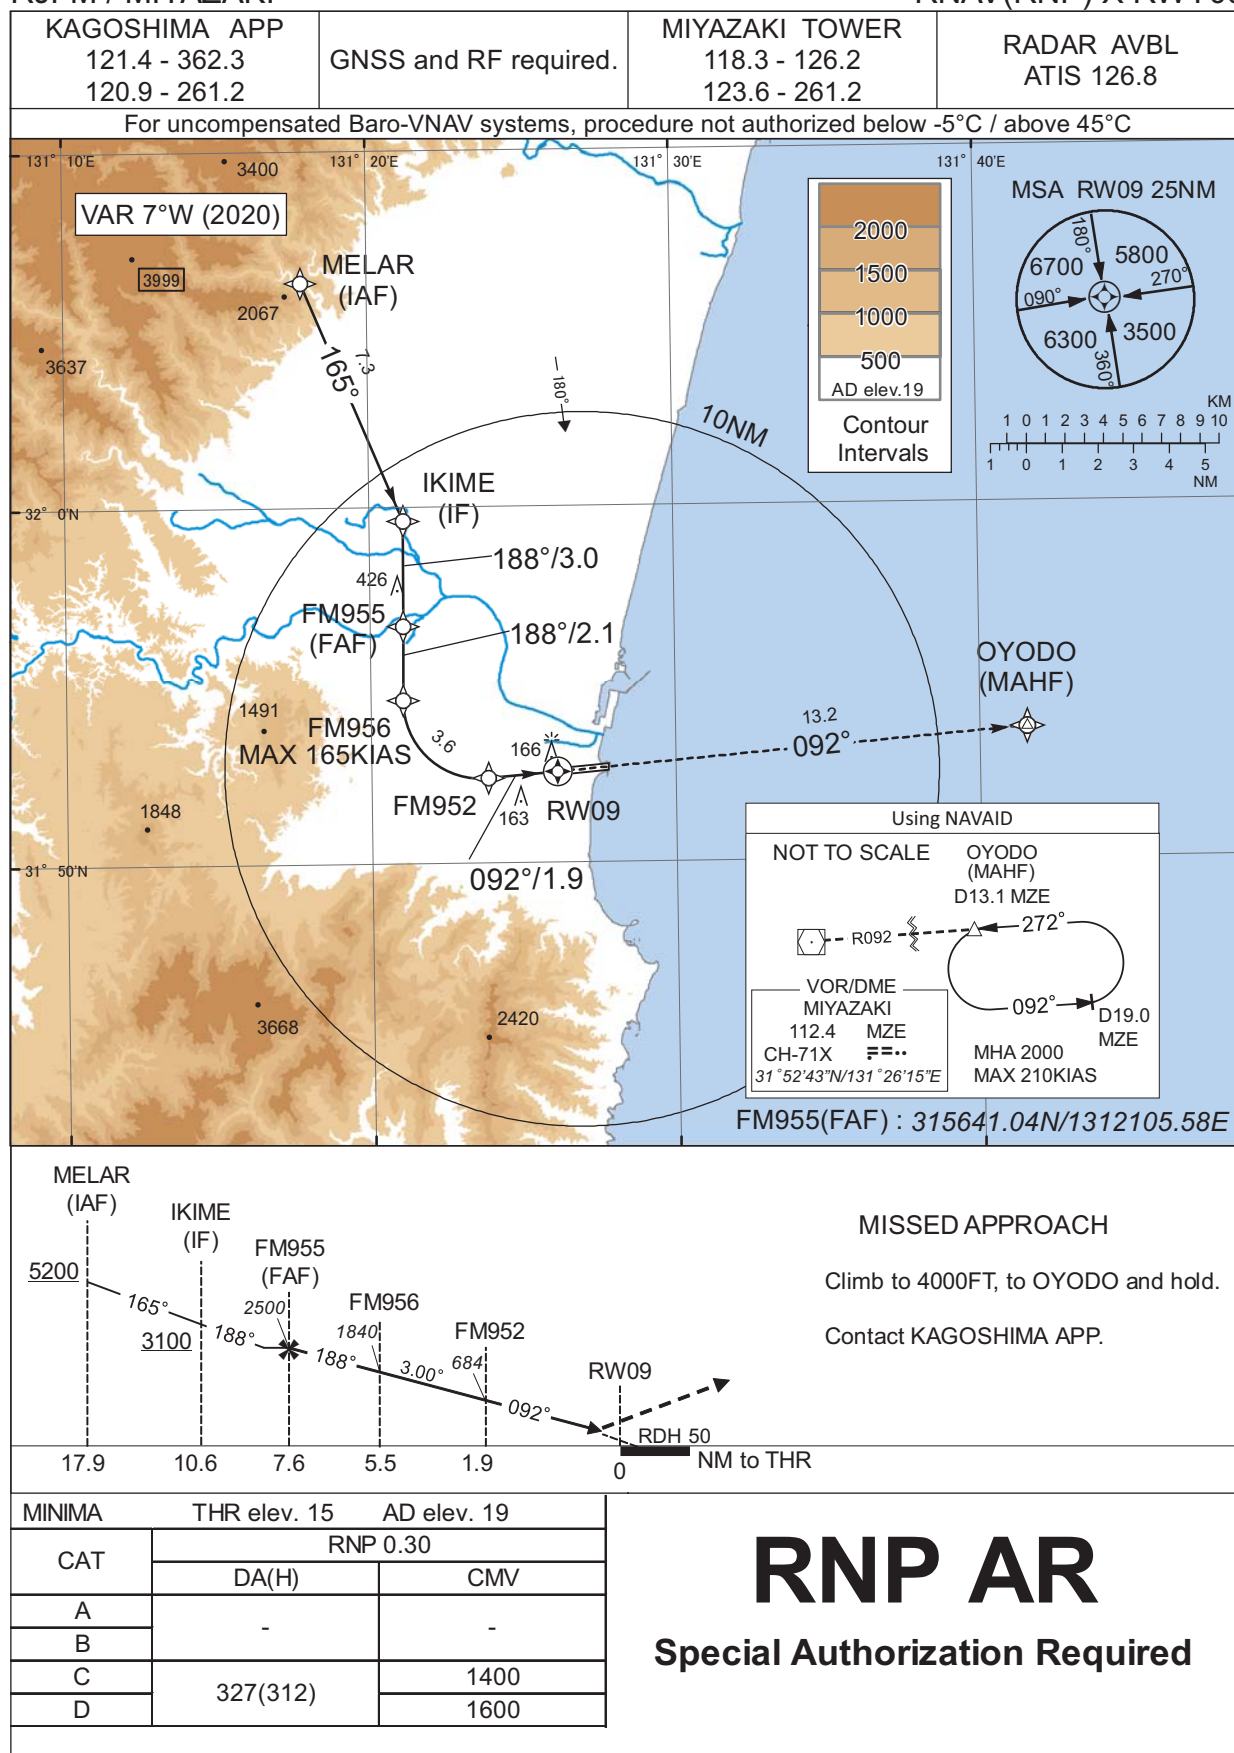 KAGOSHIMA APP
121.4 - 362.3
120.9 - 261.2
GNSS and RF required.
MIYAZAKI TOWER
118.3 - 126.2
123.6 - 261.2
RADAR AVBL
ATIS 126.8
For uncompensated Baro-VNAV systems, procedure not authorized below -5°C / above 45°C
131° 10'E
131° 20'E
131° 30'E
131° 40'E
3400
VAR 7°W (2020)
3999
2067
3637
MELAR
(IAF)
7.3
165°
180°
10NM
2000
1500
1000
500
AD elev.19
Contour
Intervals
MSA RW09 25NM
180°
6700
5800
270°
090°
6300
3500
360°
KM
1 0 1 2 3 4 5 6 7 8 9 10
1 0 1 2 3 4 5
NM
IKIME
(IF)
32° 0'N
188°/3.0
426
FM955
(FAF)
188°/2.1
OYODO
(MAHF)
1491
FM956
MAX 165KIAS
3.6
166
13.2
092°
FM952
163
RW09
1848
31° 50'N
092°/1.9
3668
2420
Using NAVAID
NOT TO SCALE
OYODO
(MAHF)
D13.1 MZE
R092
272°
092°
D19.0
MZE
VOR/DME
MIYAZAKI
112.4 MZE
CH-71X
31°52'43"N/131°26'15"E
MHA 2000
MAX 210KIAS
FM955(FAF) : 315641.04N/1312105.58E
MELAR
(IAF)
IKIME
(IF)
FM955
(FAF)
FM956
FM952
RW09
5200
165°
3100
188°
2500
188°
1840
3.00°
684
092°
RDH 50
NM to THR
17.9
10.6
7.6
5.5
1.9
0
MISSED APPROACH
Climb to 4000FT, to OYODO and hold.
Contact KAGOSHIMA APP.
MINIMA THR elev. 15 AD elev. 19
CAT
RNP 0.30
DA(H)
CMV
A
B
-
-
C
327(312)
1400
D
1600
RNP AR
Special Authorization Required